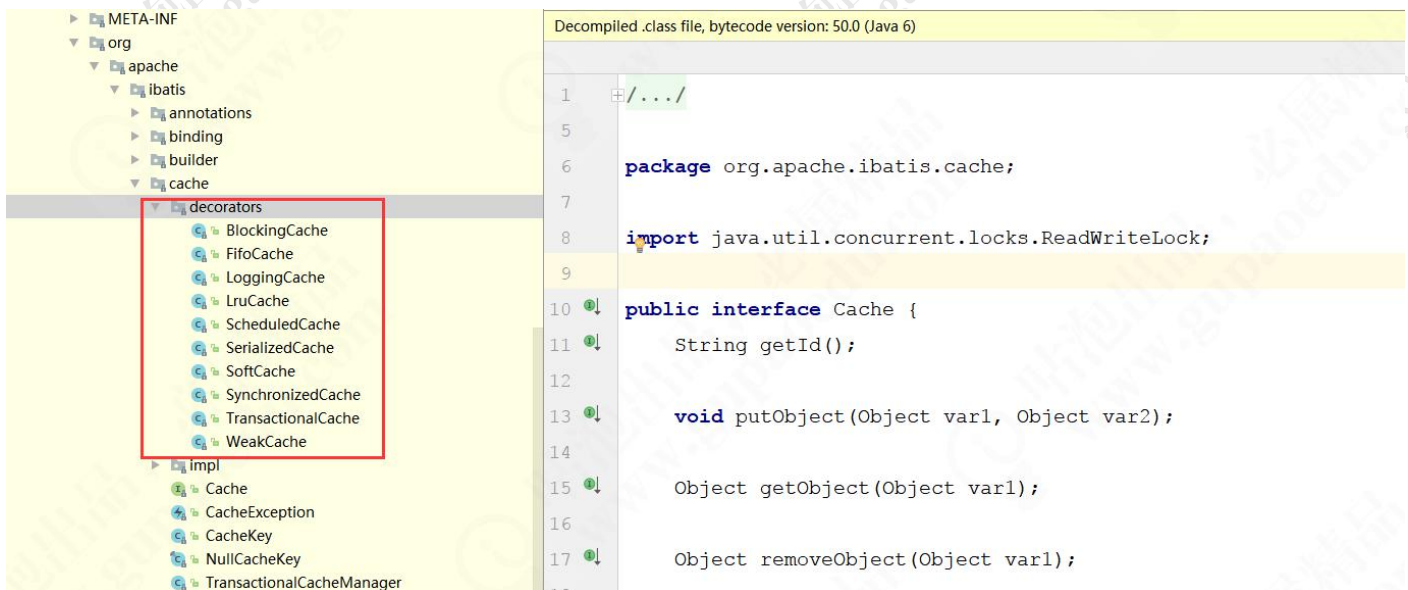 META-INF
org
apache
ibatis
annotations
binding
builder
cache
decorators
BlockingCache
FifoCache
LoggingCache
LruCache
ScheduledCache
SerializedCache
SoftCache
SynchronizedCache
TransactionalCache
WeakCache
impl
Cache
CacheException
CacheKey
NullCacheKey
TransactionalCacheManager
Decompiled .class file, bytecode version: 50.0 (Java 6)
1 /.../
5
6 package org.apache.ibatis.cache;
7
8 import java.util.concurrent.locks.ReadWriteLock;
9
10 public interface Cache {
11 String getId();
12
13 void putObject(Object var1, Object var2);
14
15 Object getObject(Object var1);
16
17 Object removeObject(Object var1);